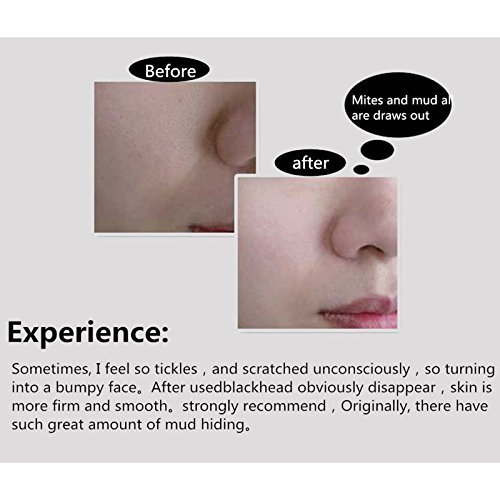 Before
Mites and mud al
are draws out
after
Experience:
Sometimes, I feel so tickles，and scratched unconsciously，so turning
into a bumpy face。After usedblackhead obviously disappear，skin is
more firm and smooth。strongly recommend，Originally, there have
such great amount of mud hiding。